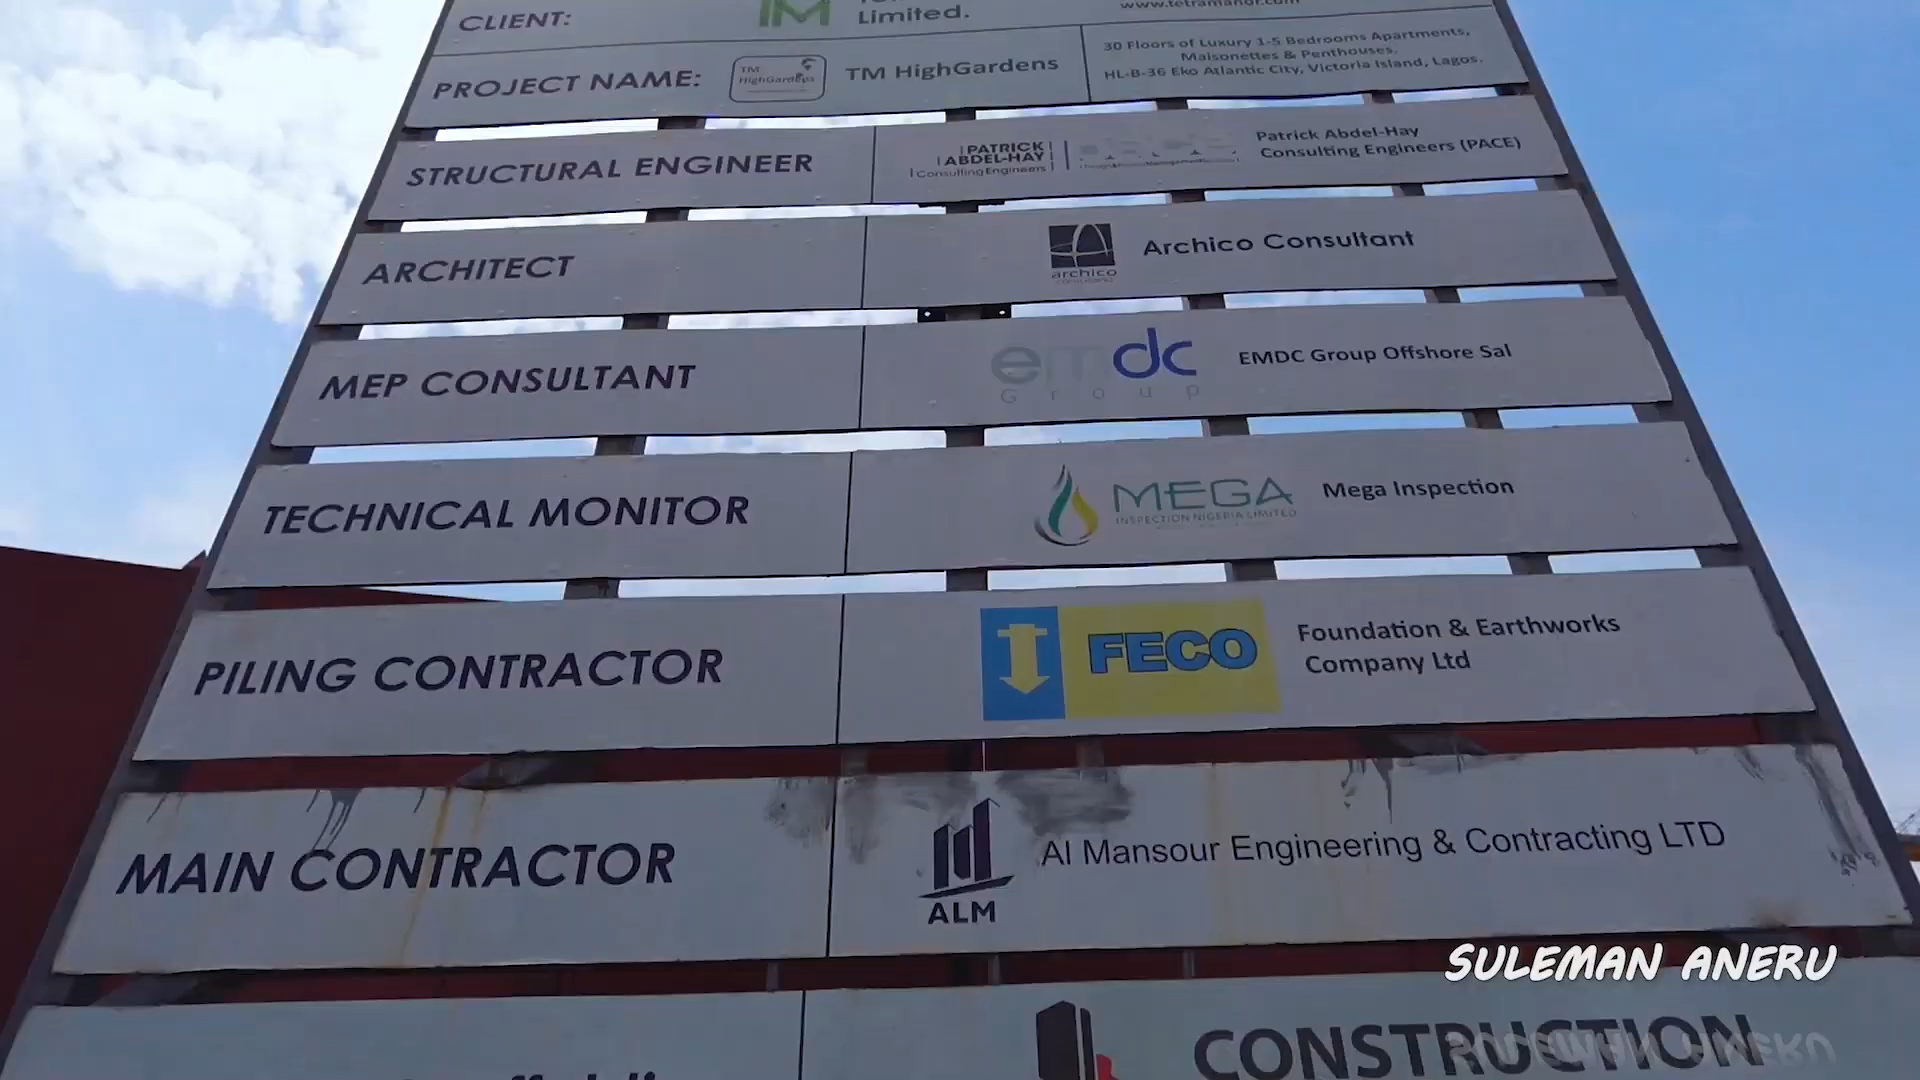 CLIENT:
TM
Limited.
www.tetramanor.com
PROJECT NAME:
TM
HighGardens
TM HighGardens
30 Floors of Luxury 1-5 Bedrooms Apartments,
Maisonettes & Penthouses,
HL-B-36 Eko Atlantic City, Victoria Island, Lagos.
STRUCTURAL ENGINEER
PATRICK
ABDEL-HAY
Consulting Engineers
Patrick Abdel-Hay
Consulting Engineers (PACE)
ARCHITECT
archico
Archico Consultant
MEP CONSULTANT
emdc
Group
EMDC Group Offshore Sal
TECHNICAL MONITOR
MEGA
INSPECTION NIGERIA LIMITED
Mega Inspection
PILING CONTRACTOR
FECO
Foundation & Earthworks
Company Ltd
MAIN CONTRACTOR
ALM
Al Mansour Engineering & Contracting LTD
SULEMAN ANERU
CONSTRUCTION